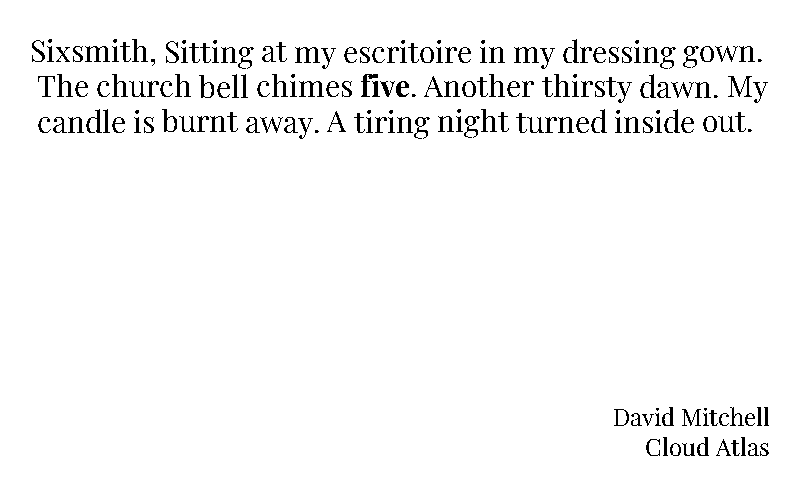 Sixsmith, Sitting at my escritoire in my dressing gown.
The church bell chimes five. Another thirsty dawn. My
candle is burnt away. A tiring night turned inside out.
David Mitchell
Cloud Atlas